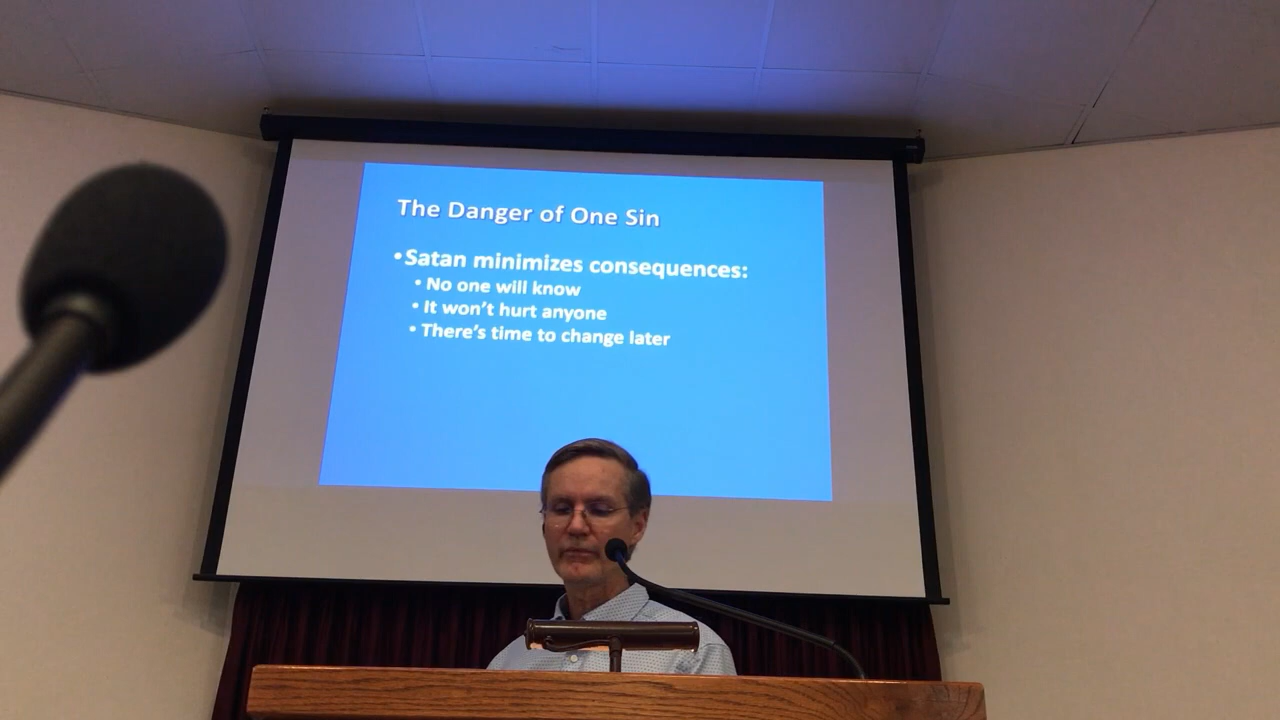 The Danger of One Sin
•Satan minimizes consequences:
• No one will know
• It won't hurt anyone
• There's time to change later